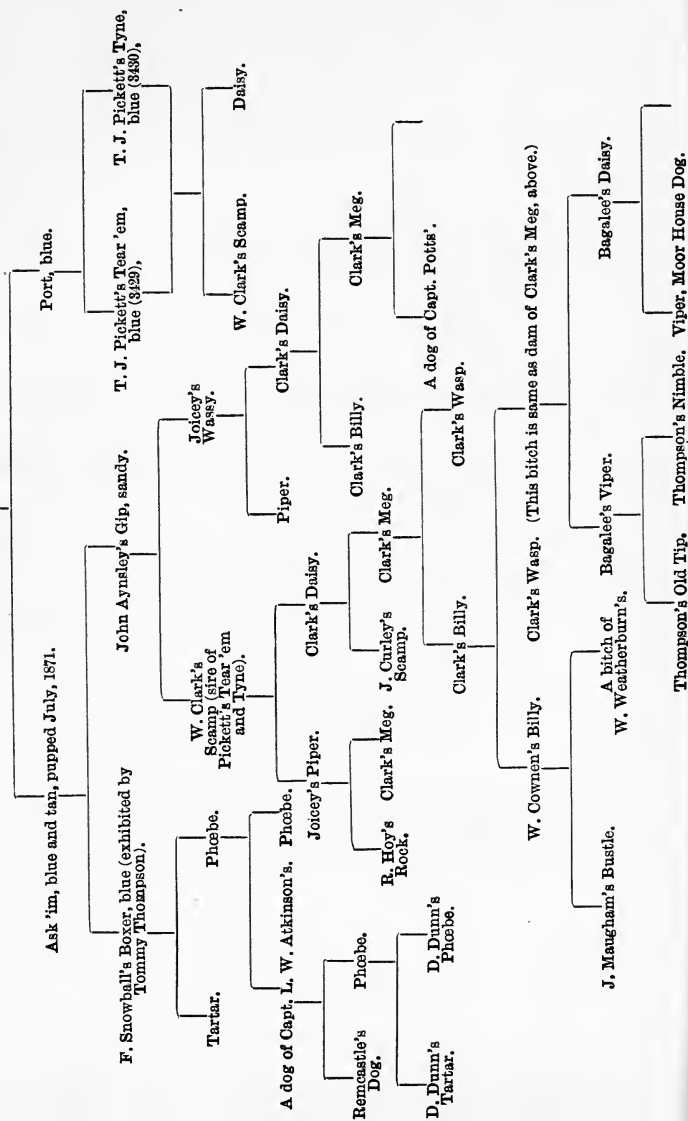 Ask 'im, blue and tan, pupped July, 1871.
Port, blue.
F. Snowball's Boxer, blue (exhibited by
Tommy Thompson).
John Aynsley's Gip, sandy.
T. J. Pickett's Tear 'em,
blue (3429),
T. J. Pickett's Tyne,
blue (3430),
Tartar.
Phœbe.
W. Clark's
Scamp (sire of
Pickett's Tear 'em
and Tyne).
Joicey's
Wassy.
W. Clark's Scamp.
Daisy.
A dog of Capt. L. W. Atkinson's.
Phœbe.
Joicey's Piper.
Clark's Daisy.
Piper.
Clark's Daisy.
Remcastle's
Dog.
Phœbe.
R. Hoy's
Rock.
Clark's Meg.
J. Curley's
Scamp.
Clark's Meg.
Clark's Billy.
Clark's Meg.
D. Dunn's
Tartar.
D. Dunn's
Phœbe.
Clark's Billy.
Clark's Wasp.
A dog of Capt. Potts'.
W. Cownen's Billy.
Clark's Wasp. (This bitch is same as dam of Clark's Meg, above.)
J. Maugham's Bustle.
A bitch of
W. Weatherburn's.
Bagalee's Viper.
Bagalee's Daisy.
Thompson's Old Tip.
Thompson's Nimble.
Viper, Moor House Dog.